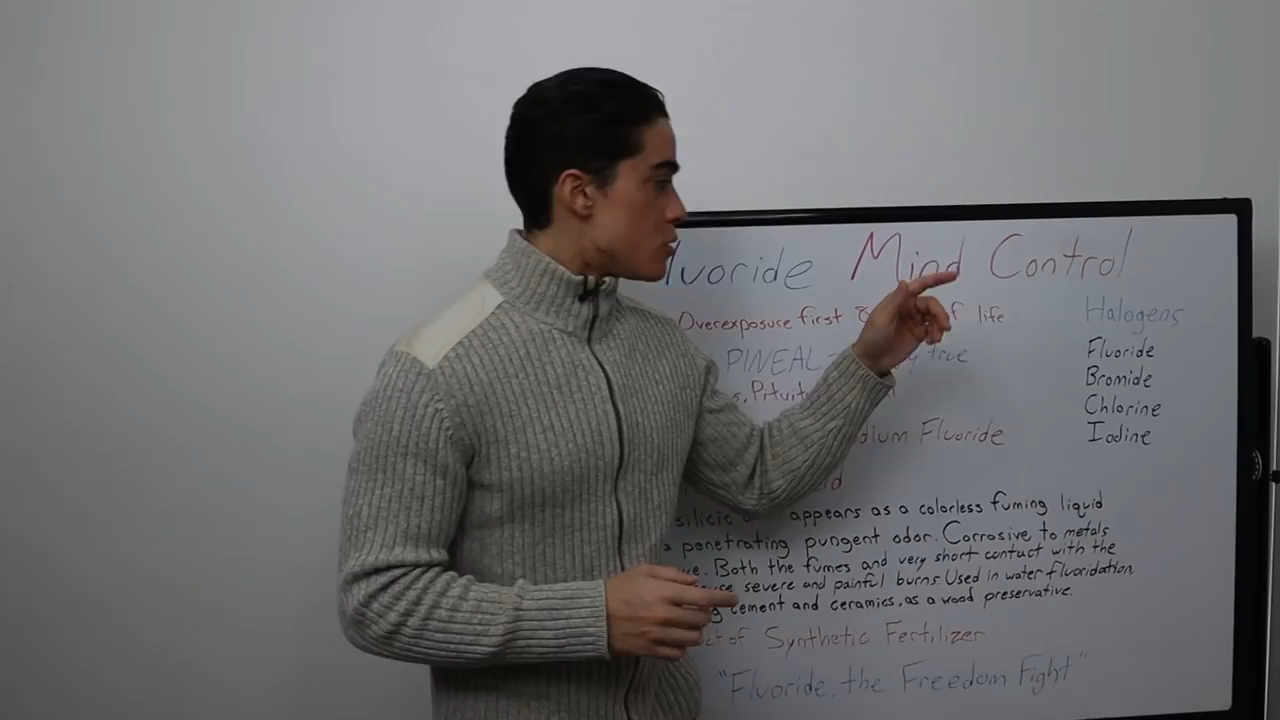 luoride Mind Control
Overexposure first 8 of life
Halogens
PINEAL - y true
Fluoride
Bromide
s, Pituit
Chlorine
dium Fluoride
Iodine
silicic appears as a colorless fuming liquid
penetrating pungent odor. Corrosive to metals
ue. Both the fumes and very short contact with the
severe and painful burns. Used in water fluoridation
g cement and ceramics, as a wood preservative.
ct of Synthetic Fertilizer
"Fluoride, the Freedom Fight"